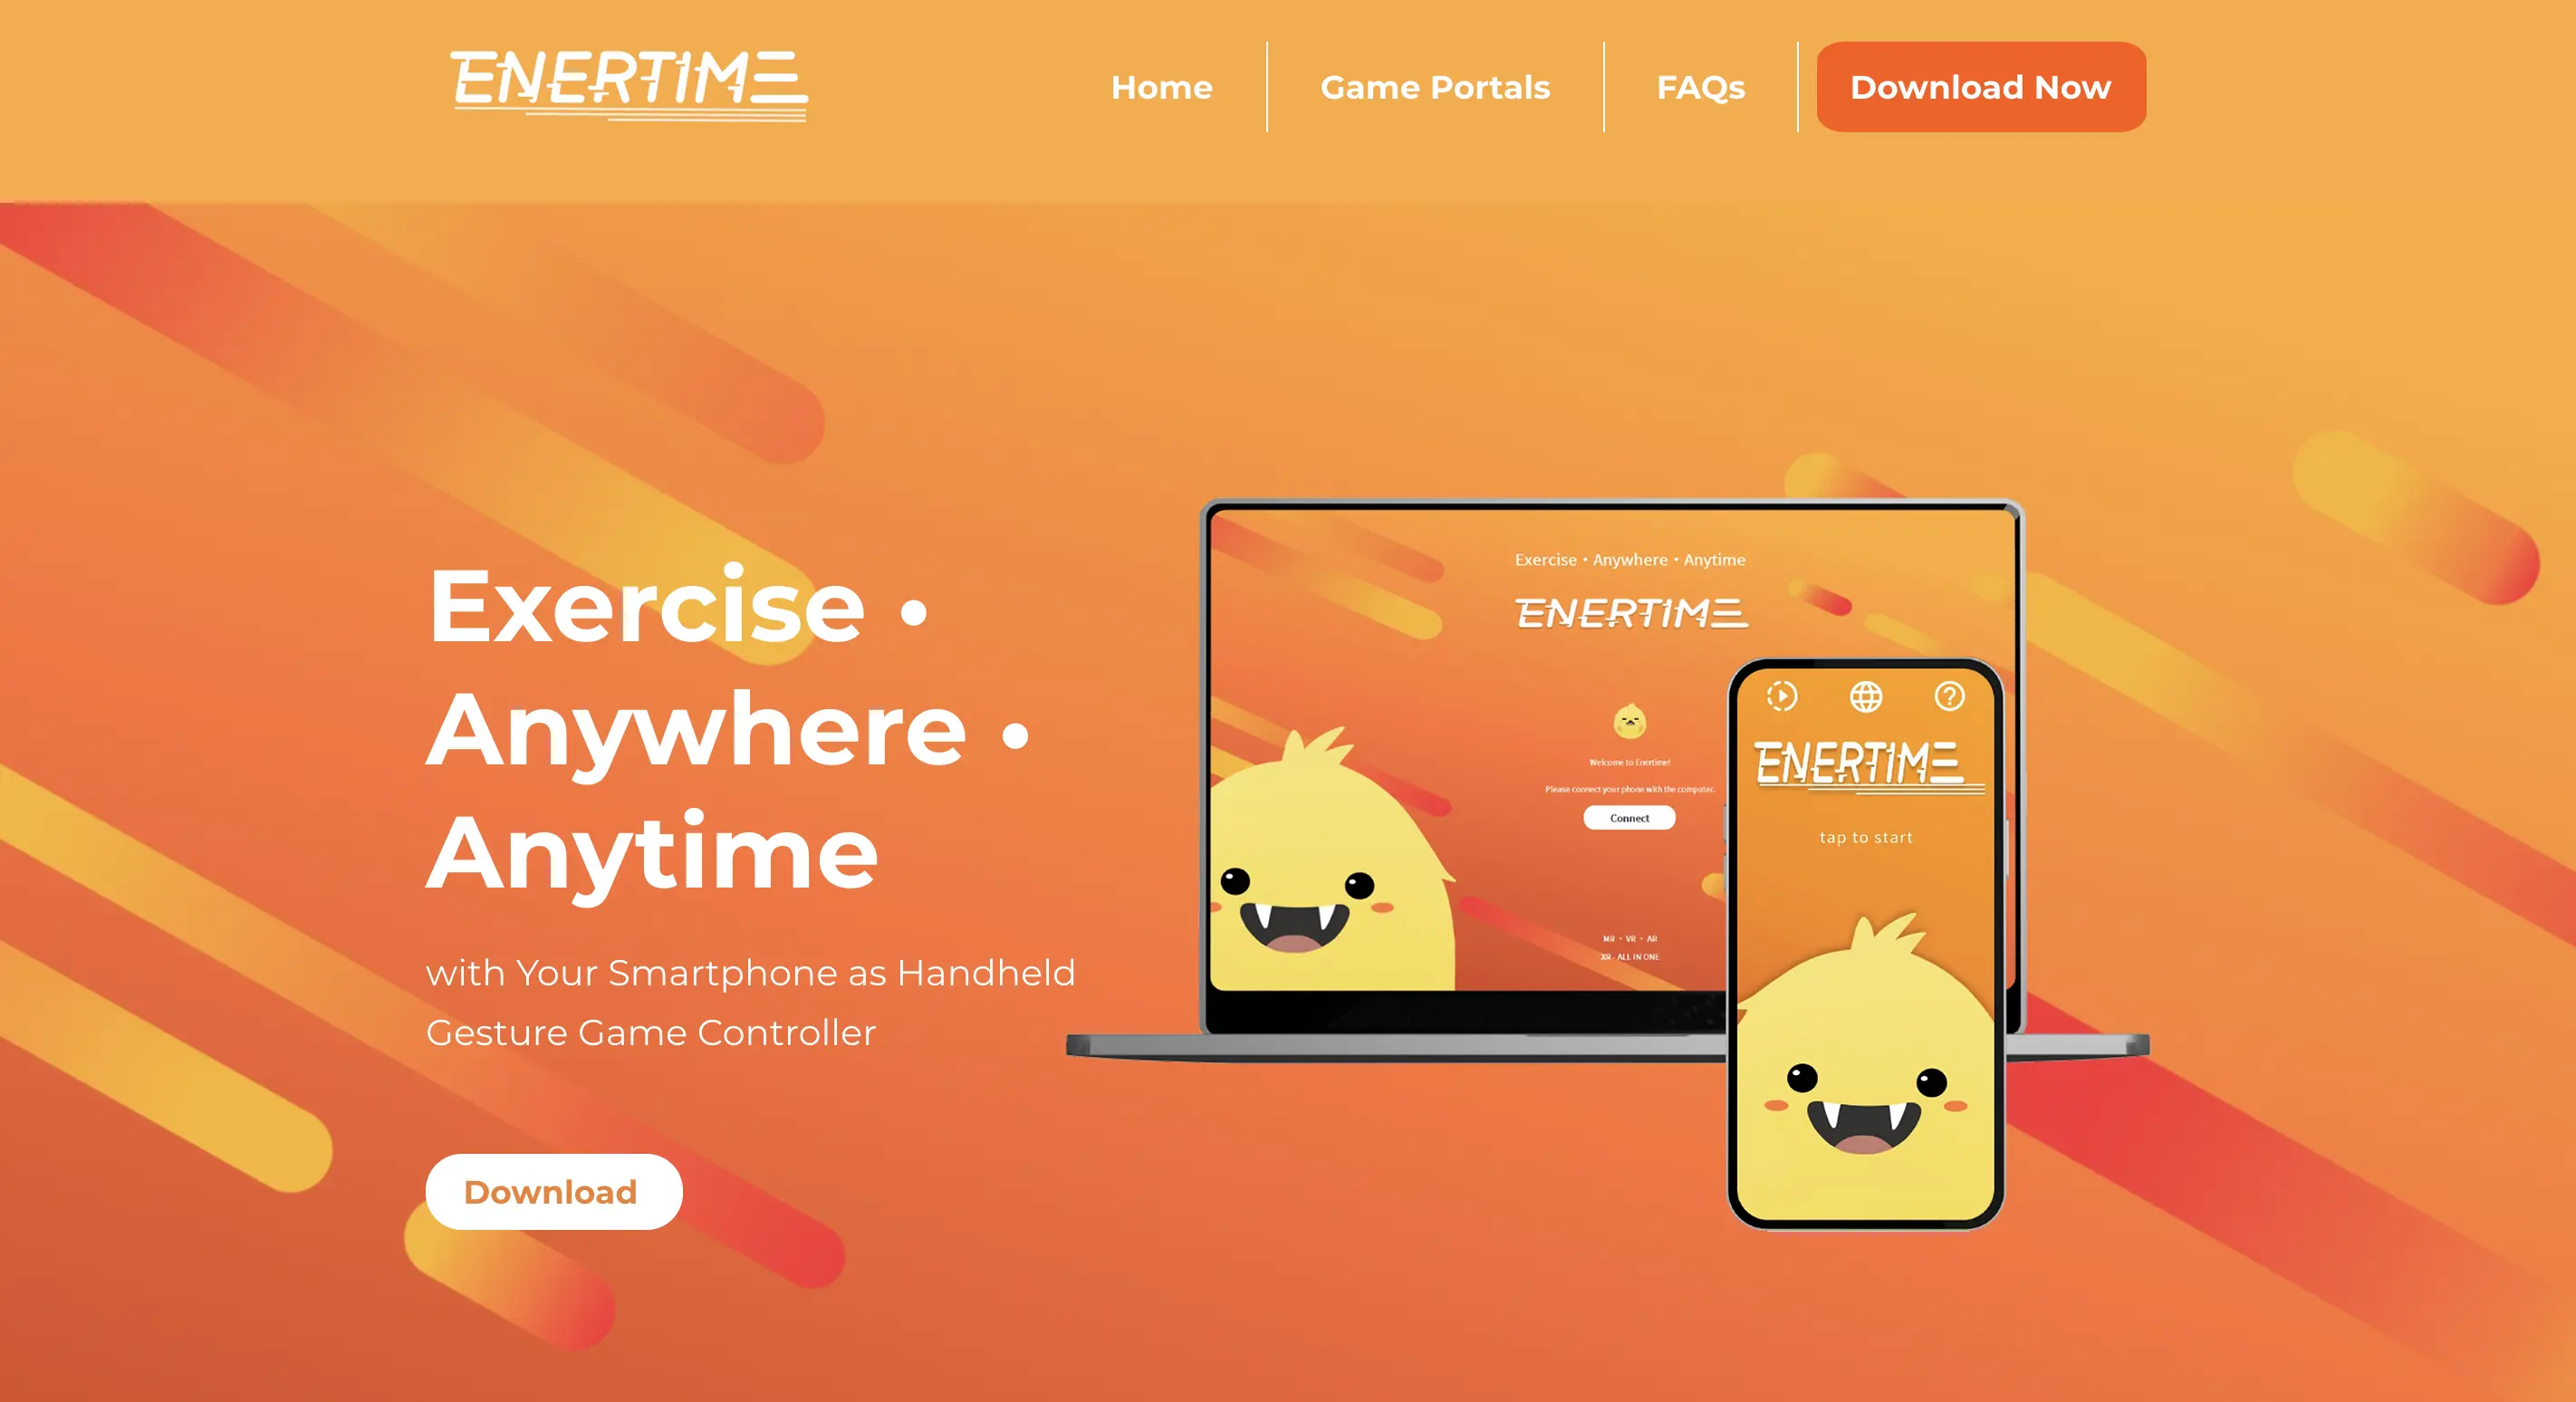 ENERTIME
Home
Game Portals
FAQs
Download Now
Exercise •
Anywhere •
Anytime
with Your Smartphone as Handheld
Gesture Game Controller
Download
Exercise • Anywhere • Anytime
ENERTIME
Welcome to Enertime!
Please connect your phone with the computer.
Connect
MR • VR • AR
XR - ALL IN ONE
ENERTIME
tap to start